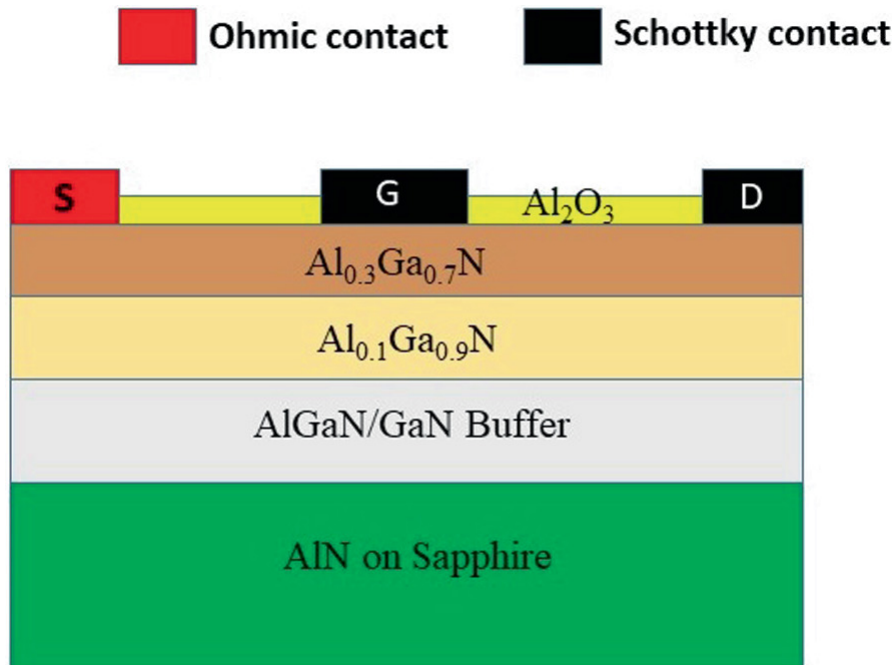 Ohmic contact
Schottky contact
S
G
Al₂O₃
D
Al₀.₃Ga₀.₇N
Al₀.₁Ga₀.₉N
AlGaN/GaN Buffer
AlN on Sapphire